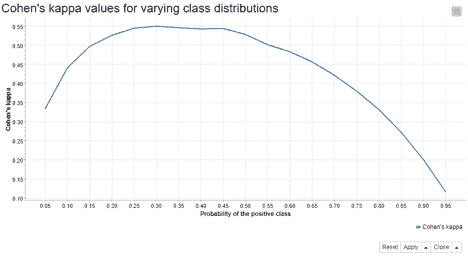 Cohen's kappa values for varying class distributions
0.55
0.50
0.45
0.40
0.35
0.30
0.25
0.20
0.15
0.10
Cohen's kappa
0.05 0.10 0.15 0.20 0.25 0.30 0.35 0.40 0.45 0.50 0.55 0.60 0.65 0.70 0.75 0.80 0.85 0.90 0.95
Probability of the positive class
Cohen's kappa
Reset Apply Close